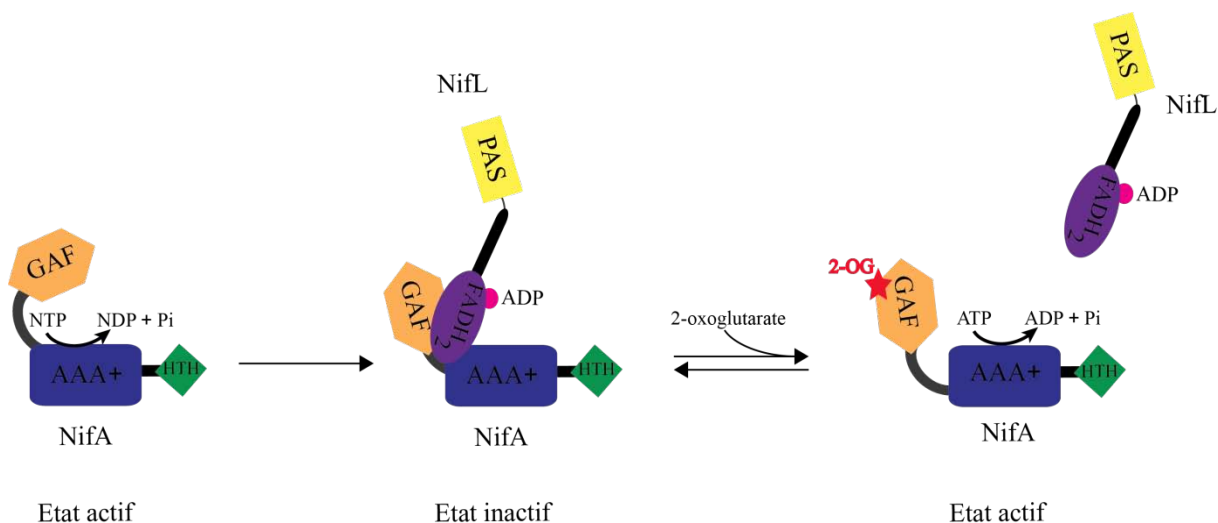 GAF
NTP NDP + Pi
AAA+
HTH
NifA
Etat actif
NifL
PAS
GAF
FADH2
ADP
AAA+
HTH
NifA
Etat inactif
2-oxoglutarate
PAS
NifL
FADH2
ADP
2-OG
GAF
ATP ADP + Pi
AAA+
HTH
NifA
Etat actif